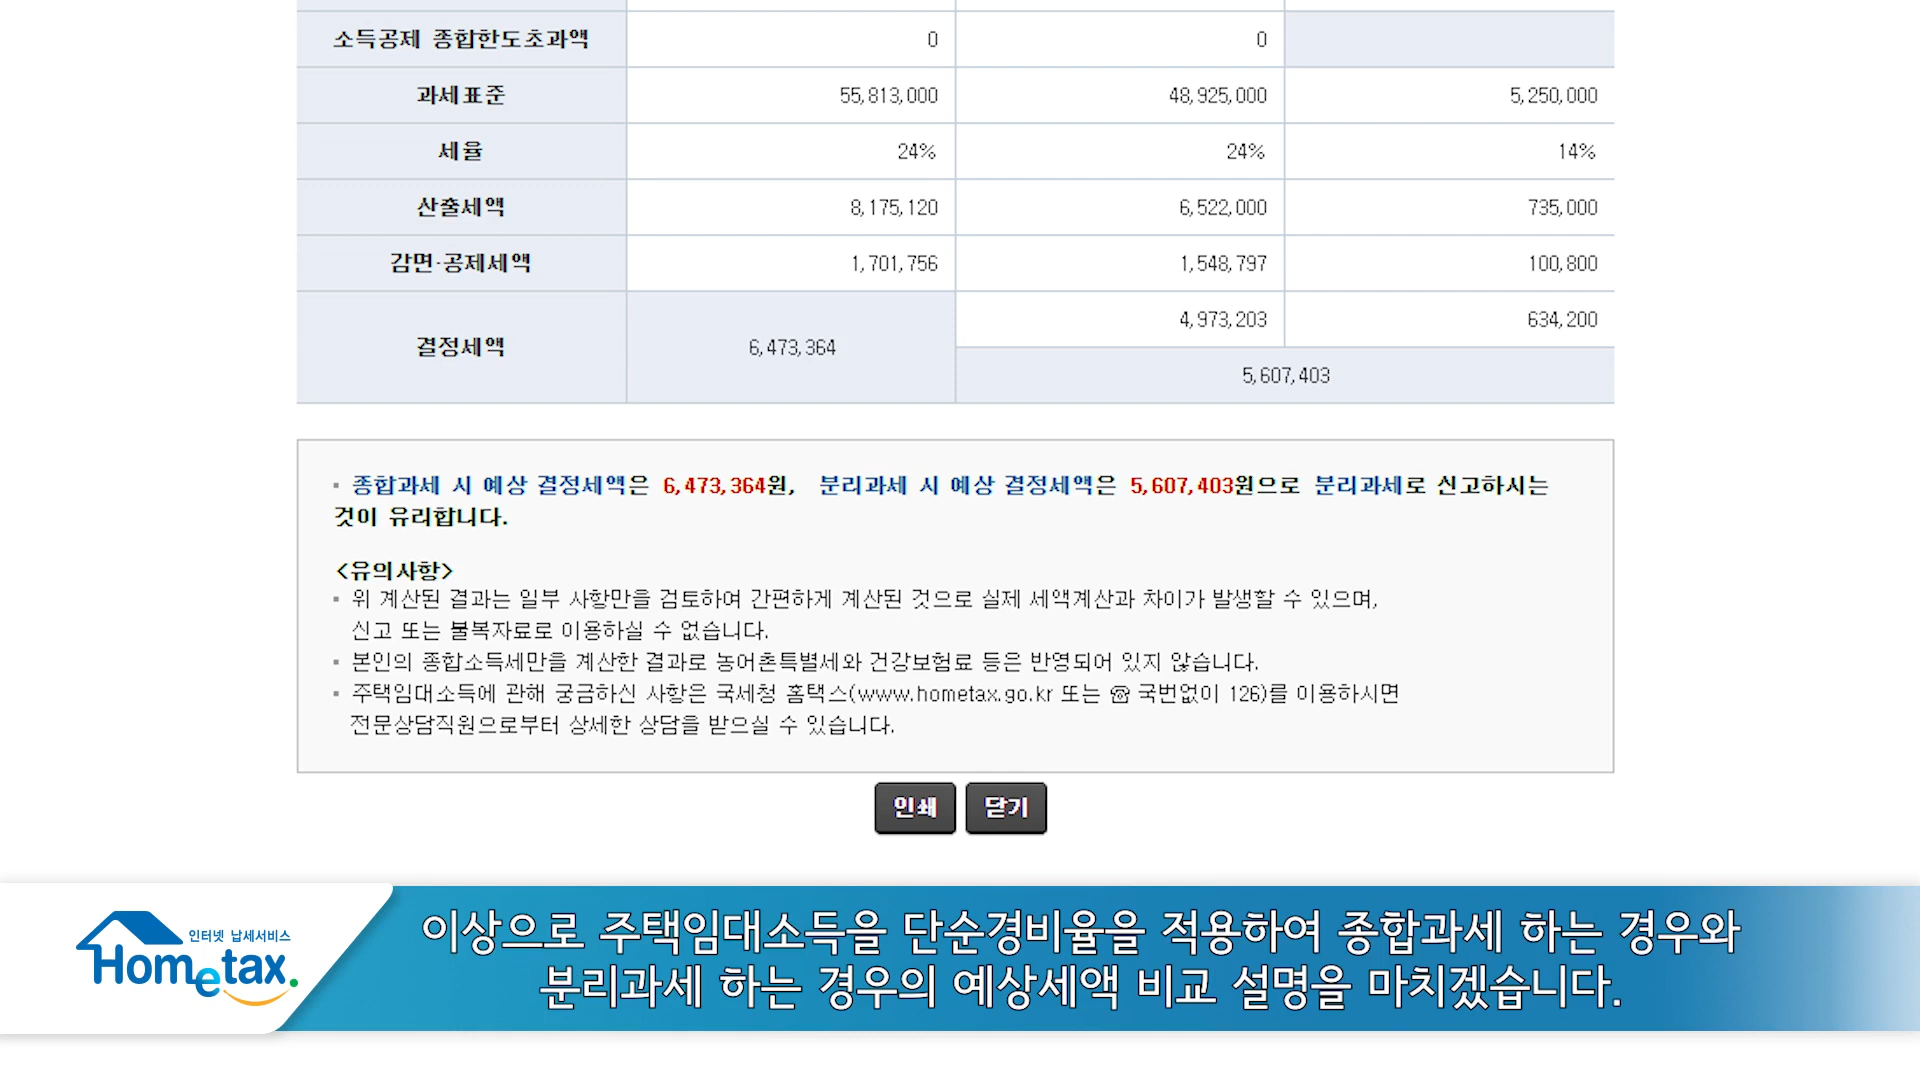 소득공제 종합한도초과액 0 0
과세표준 55,813,000 48,925,000 5,250,000
세율 24% 24% 14%
산출세액 8,175,120 6,522,000 735,000
감면·공제세액 1,701,756 1,548,797 100,800
결정세액 6,473,364 4,973,203 634,200
5,607,403
▪ 종합과세 시 예상 결정세액은 6,473,364원, 분리과세 시 예상 결정세액은 5,607,403원으로 분리과세로 신고하시는
것이 유리합니다.
<유의사항>
▪ 위 계산된 결과는 일부 사항만을 검토하여 간편하게 계산된 것으로 실제 세액계산과 차이가 발생할 수 있으며,
신고 또는 불복자료로 이용하실 수 없습니다.
▪ 본인의 종합소득세만을 계산한 결과로 농어촌특별세와 건강보험료 등은 반영되어 있지 않습니다.
▪ 주택임대소득에 관해 궁금하신 사항은 국세청 홈택스(www.hometax.go.kr 또는 ☏ 국번없이 126)를 이용하시면
전문상담직원으로부터 상세한 상담을 받으실 수 있습니다.
인쇄 닫기
인터넷 납세서비스
Hometax.
이상으로 주택임대소득을 단순경비율을 적용하여 종합과세 하는 경우와
분리과세 하는 경우의 예상세액 비교 설명을 마치겠습니다.